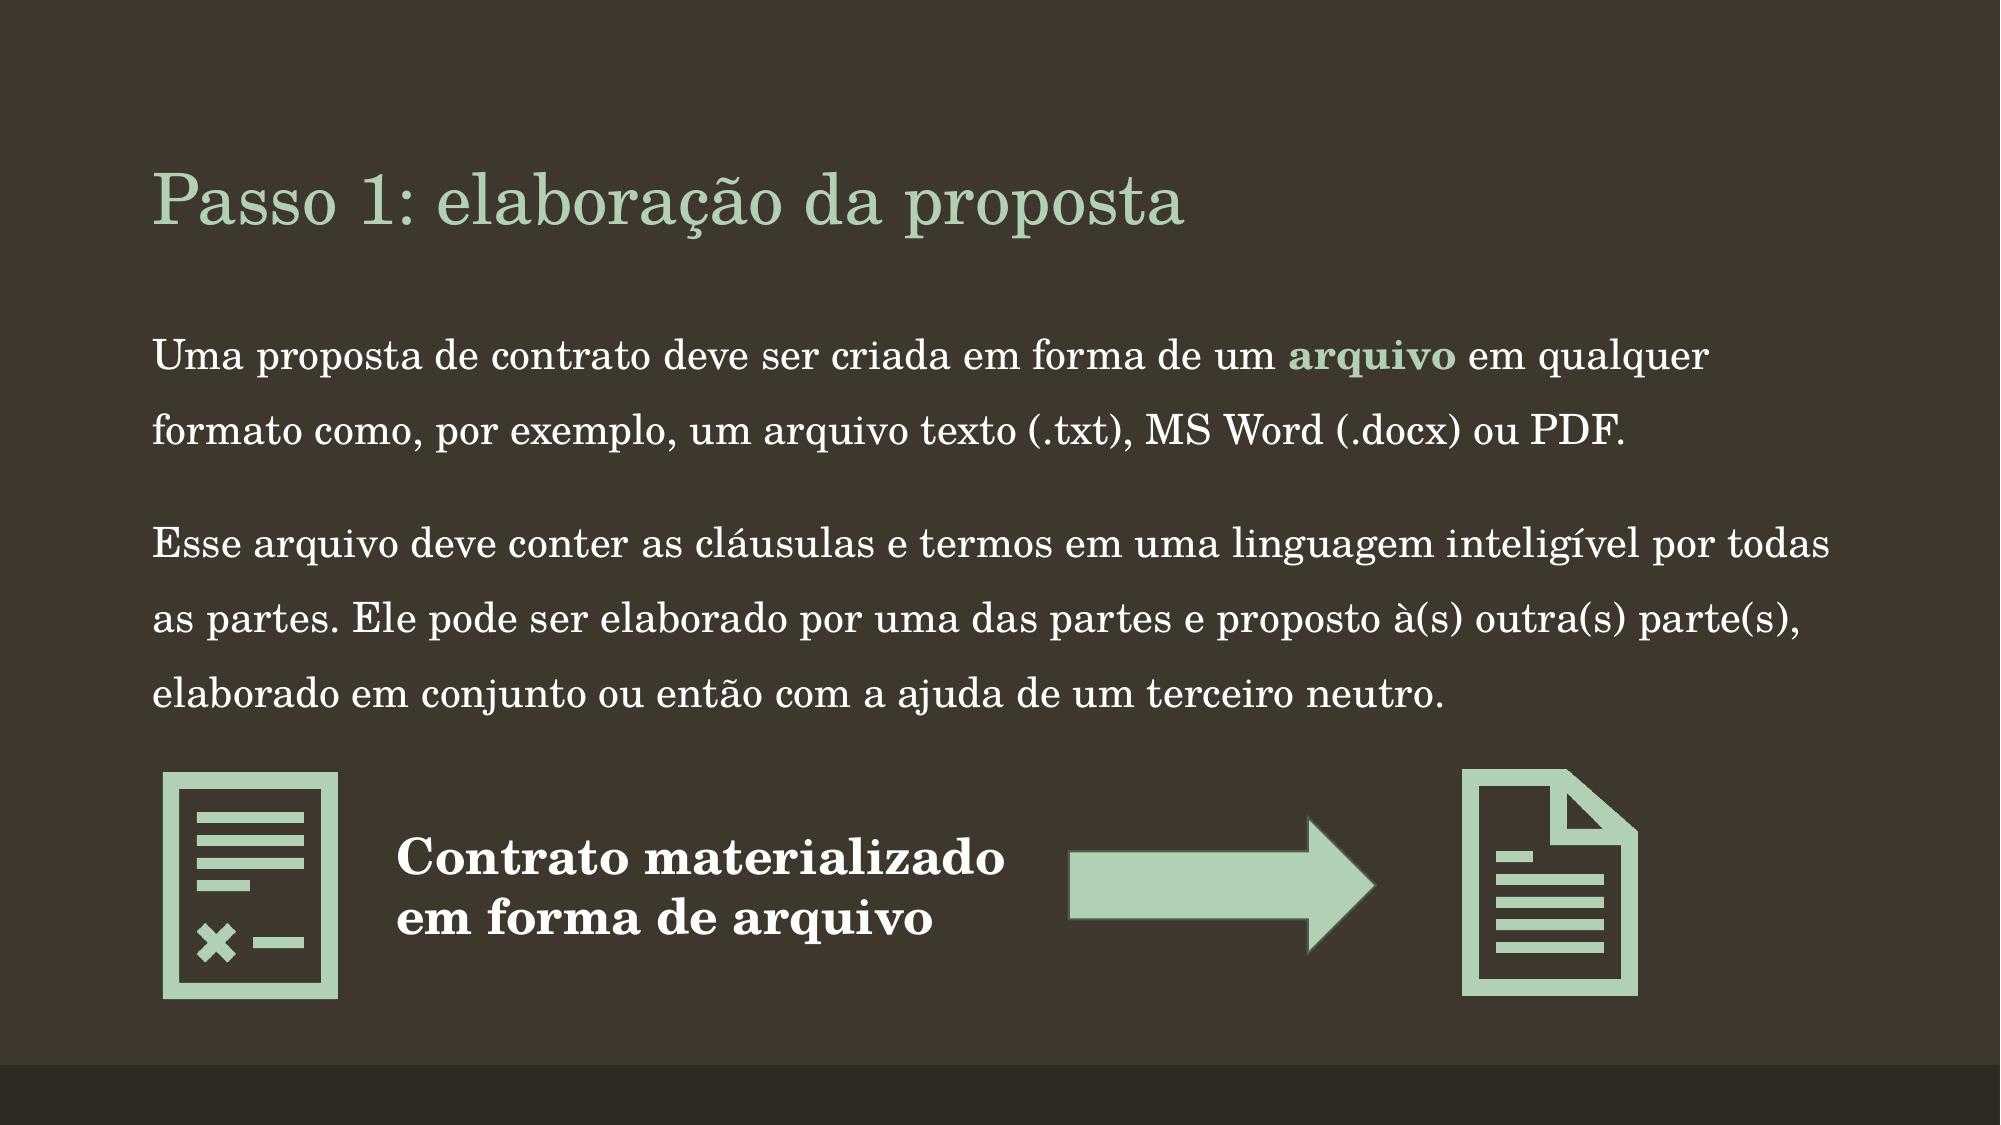 Passo 1: elaboração da proposta
Uma proposta de contrato deve ser criada em forma de um arquivo em qualquer
formato como, por exemplo, um arquivo texto (.txt), MS Word (.docx) ou PDF.
Esse arquivo deve conter as cláusulas e termos em uma linguagem inteligível por todas
as partes. Ele pode ser elaborado por uma das partes e proposto à(s) outra(s) parte(s),
elaborado em conjunto ou então com a ajuda de um terceiro neutro.
Contrato materializado
em forma de arquivo